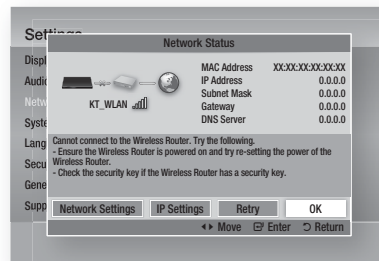 Settings
Network Status
Displ
Audio
Netw
Syste
Lang
Secu
Gene
Supp
MAC Address XX:XX:XX:XX:XX:XX
IP Address 0.0.0.0
Subnet Mask 0.0.0.0
Gateway 0.0.0.0
DNS Server 0.0.0.0
KT_WLAN
Cannot connect to the Wireless Router. Try the following.
- Ensure the Wireless Router is powered on and try re-setting the power of the
Wireless Router.
- Check the security key if the Wireless Router has a security key.
Network Settings IP Settings Retry OK
Move Enter Return